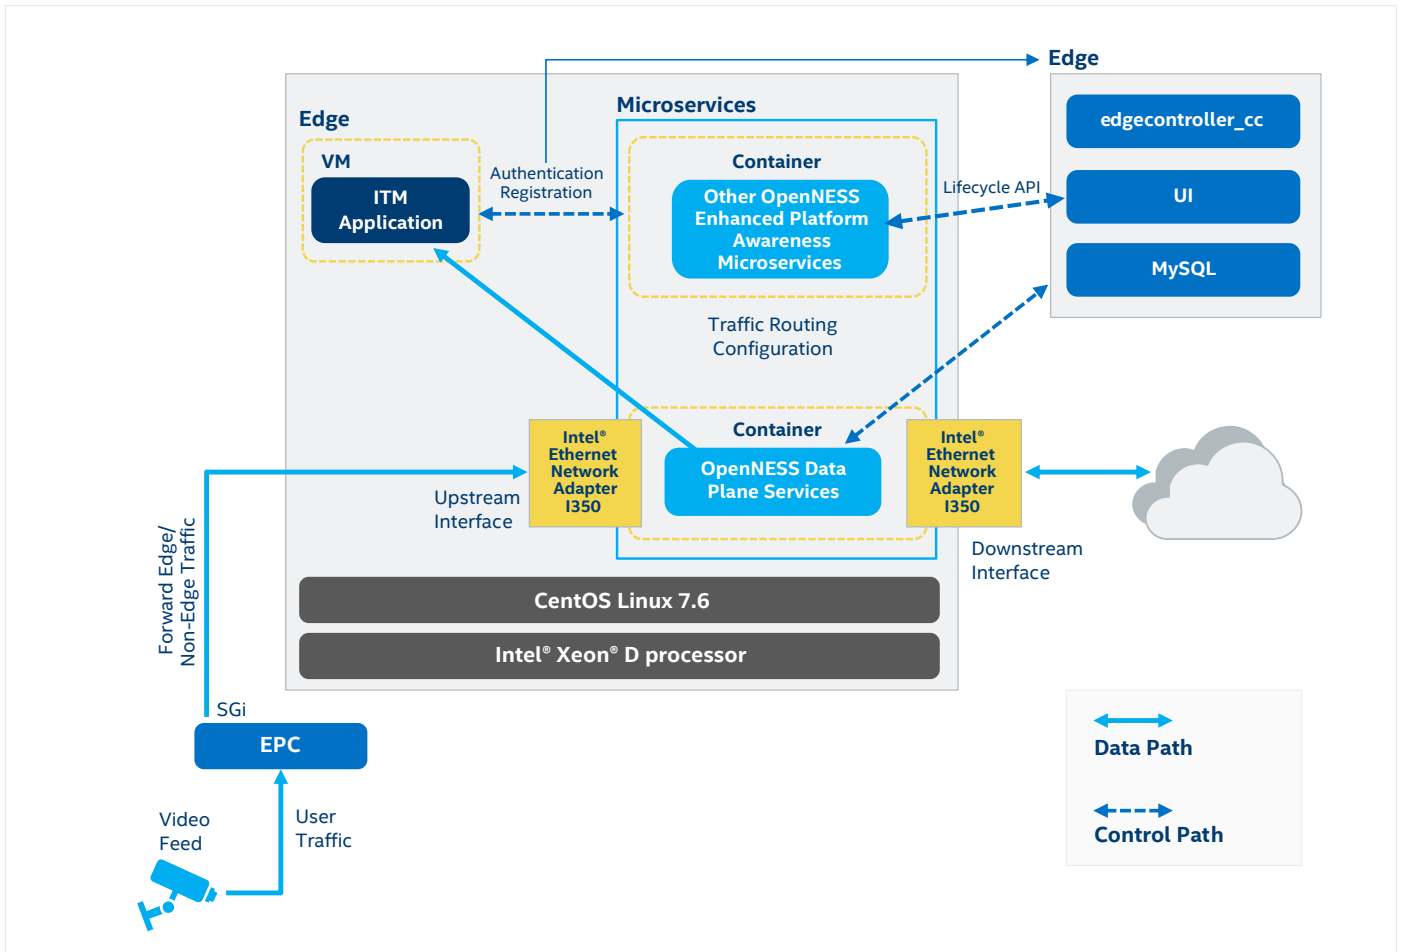 Edge
Edge
Microservices
edgecontroller_cc
UI
MySQL
VM
ITM
Application
Authentication
Registration
Container
Other OpenNESS
Enhanced Platform
Awareness
Microservices
Lifecycle API
Traffic Routing
Configuration
Container
OpenNESS Data
Plane Services
Intel®
Ethernet
Network
Adapter
I350
Intel®
Ethernet
Network
Adapter
I350
Upstream
Interface
Downstream
Interface
Forward Edge/
Non-Edge Traffic
CentOS Linux 7.6
Intel® Xeon® D processor
SGi
EPC
Video
Feed
User
Traffic
Data Path
Control Path